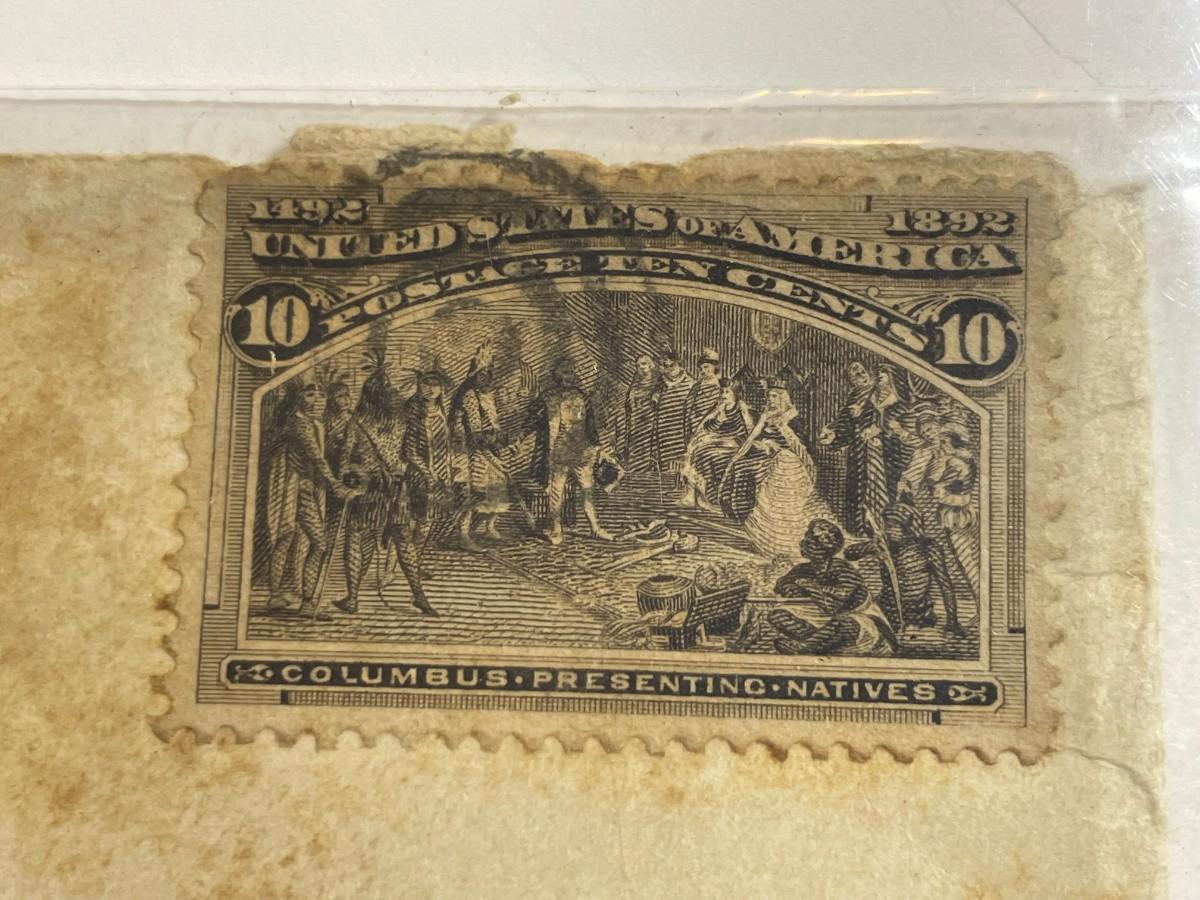 1492 1892
UNITED STATES OF AMERICA
10 POSTAGE TEN CENTS 10
COLUMBUS·PRESENTING·NATIVES